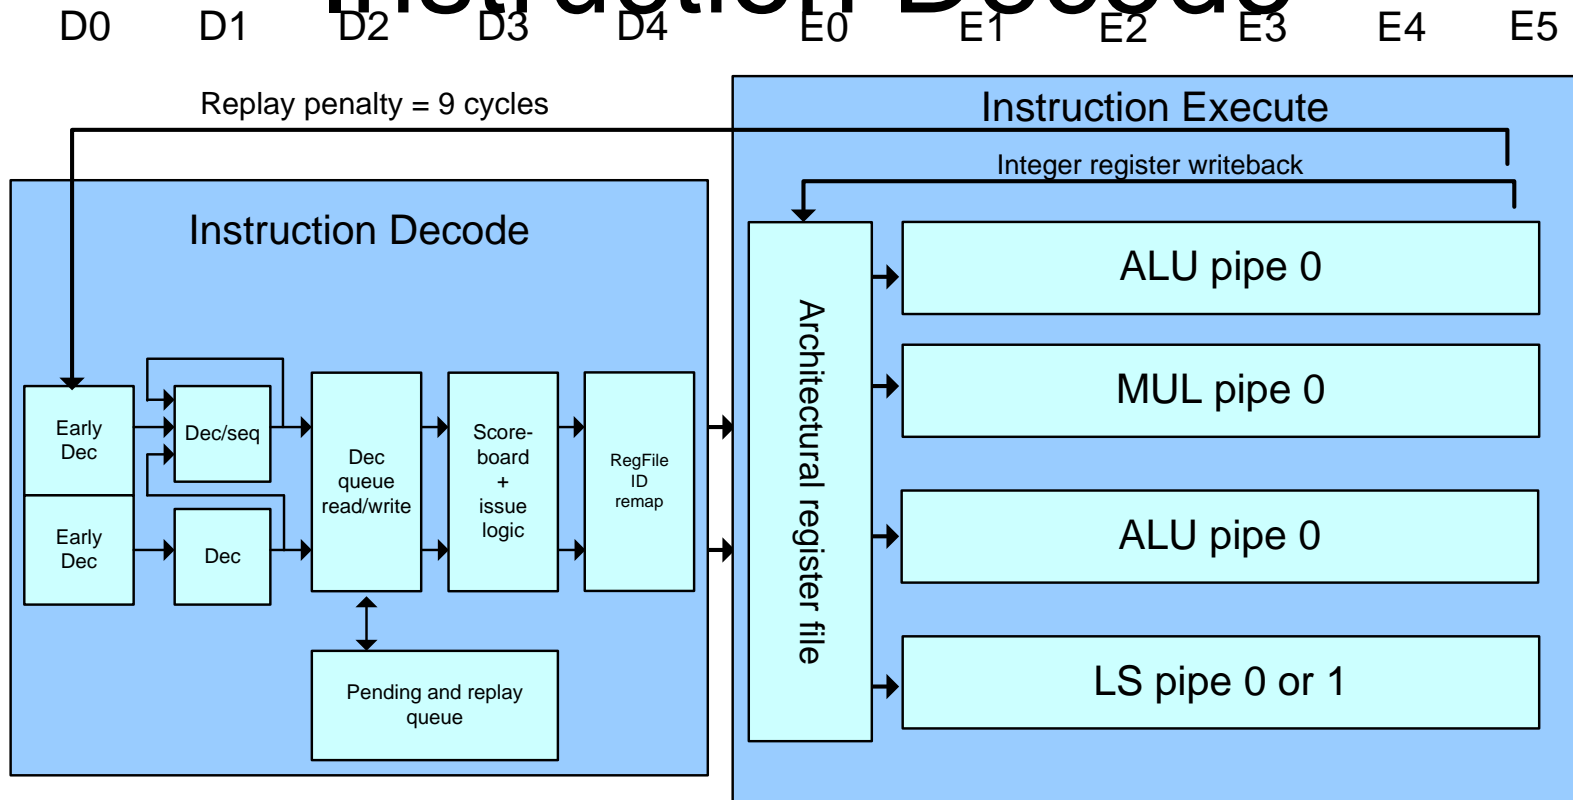 Instruction Decode
D0 D1 D2 D3 D4 E0 E1 E2 E3 E4 E5
Replay penalty = 9 cycles
Instruction Execute
Integer register writeback
Instruction Decode
Early
Dec
Dec/seq
Early
Dec
Dec
Dec
queue
read/write
Score-
board
+
issue
logic
RegFile
ID
remap
Pending and replay
queue
Architectural register file
ALU pipe 0
MUL pipe 0
ALU pipe 0
LS pipe 0 or 1